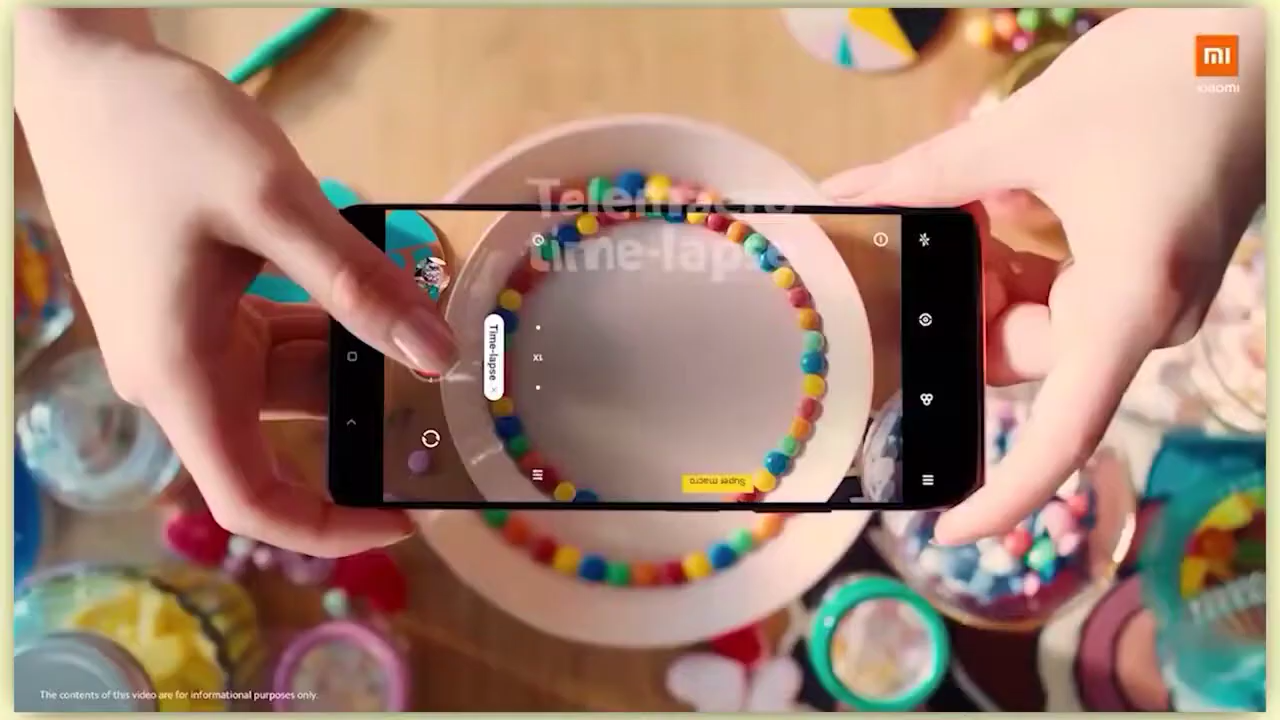 mi
xiaomi
Telemacro
time-lapse
Time-lapse ×
1X
Super macro
The contents of this video are for informational purposes only.